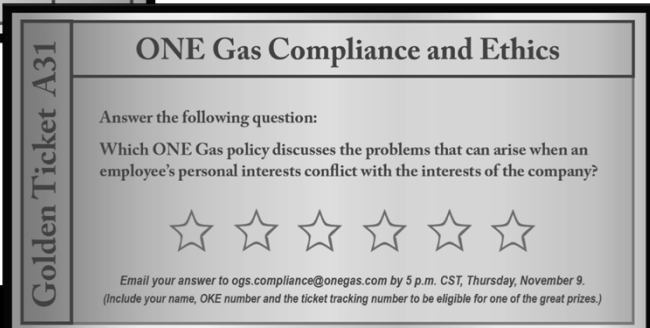 Golden Ticket A31
ONE Gas Compliance and Ethics
Answer the following question:
Which ONE Gas policy discusses the problems that can arise when an
employee's personal interests conflict with the interests of the company?
Email your answer to ogs.compliance@onegas.com by 5 p.m. CST, Thursday, November 9.
(Include your name, OKE number and the ticket tracking number to be eligible for one of the great prizes.)